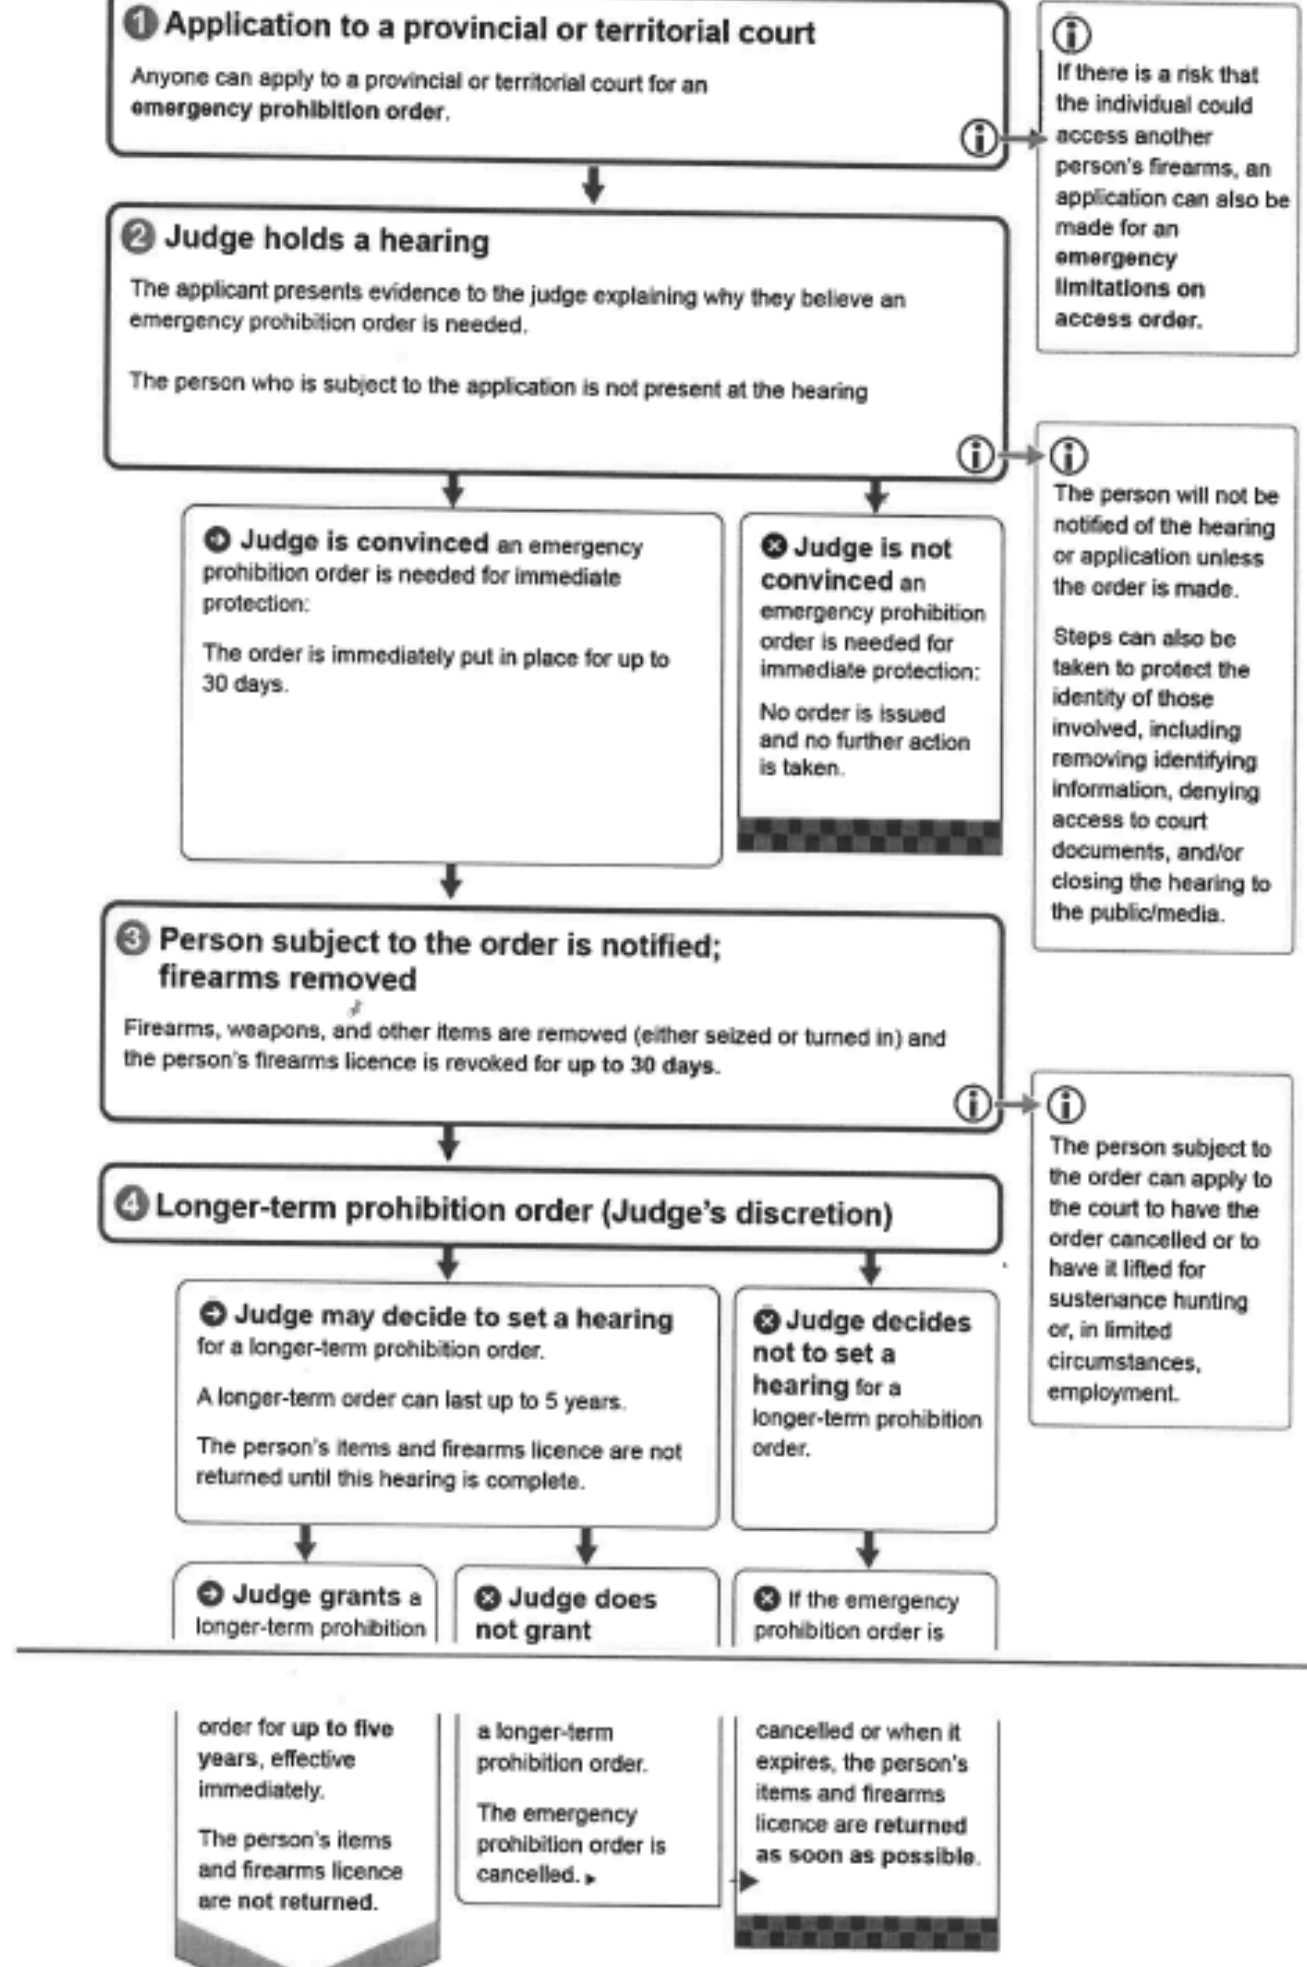 1 Application to a provincial or territorial court
Anyone can apply to a provincial or territorial court for an
emergency prohibition order.
i
i
If there is a risk that
the individual could
access another
person's firearms, an
application can also be
made for an
emergency
limitations on
access order.
2 Judge holds a hearing
The applicant presents evidence to the judge explaining why they believe an
emergency prohibition order is needed.
The person who is subject to the application is not present at the hearing
i
i
The person will not be
notified of the hearing
or application unless
the order is made.
Steps can also be
taken to protect the
identity of those
involved, including
removing identifying
information, denying
access to court
documents, and/or
closing the hearing to
the public/media.
Judge is convinced an emergency
prohibition order is needed for immediate
protection:
The order is immediately put in place for up to
30 days.
Judge is not
convinced an
emergency prohibition
order is needed for
immediate protection:
No order is issued
and no further action
is taken.
3 Person subject to the order is notified;
firearms removed
Firearms, weapons, and other items are removed (either seized or turned in) and
the person's firearms licence is revoked for up to 30 days.
i
i
The person subject to
the order can apply to
the court to have the
order cancelled or to
have it lifted for
sustenance hunting
or, in limited
circumstances,
employment.
4 Longer-term prohibition order (Judge's discretion)
Judge may decide to set a hearing
for a longer-term prohibition order.
A longer-term order can last up to 5 years.
The person's items and firearms licence are not
returned until this hearing is complete.
Judge decides
not to set a
hearing for a
longer-term prohibition
order.
Judge grants a
longer-term prohibition
order for up to five
years, effective
immediately.
The person's items
and firearms licence
are not returned.
Judge does
not grant
a longer-term
prohibition order.
The emergency
prohibition order is
cancelled.
If the emergency
prohibition order is
cancelled or when it
expires, the person's
items and firearms
licence are returned
as soon as possible.